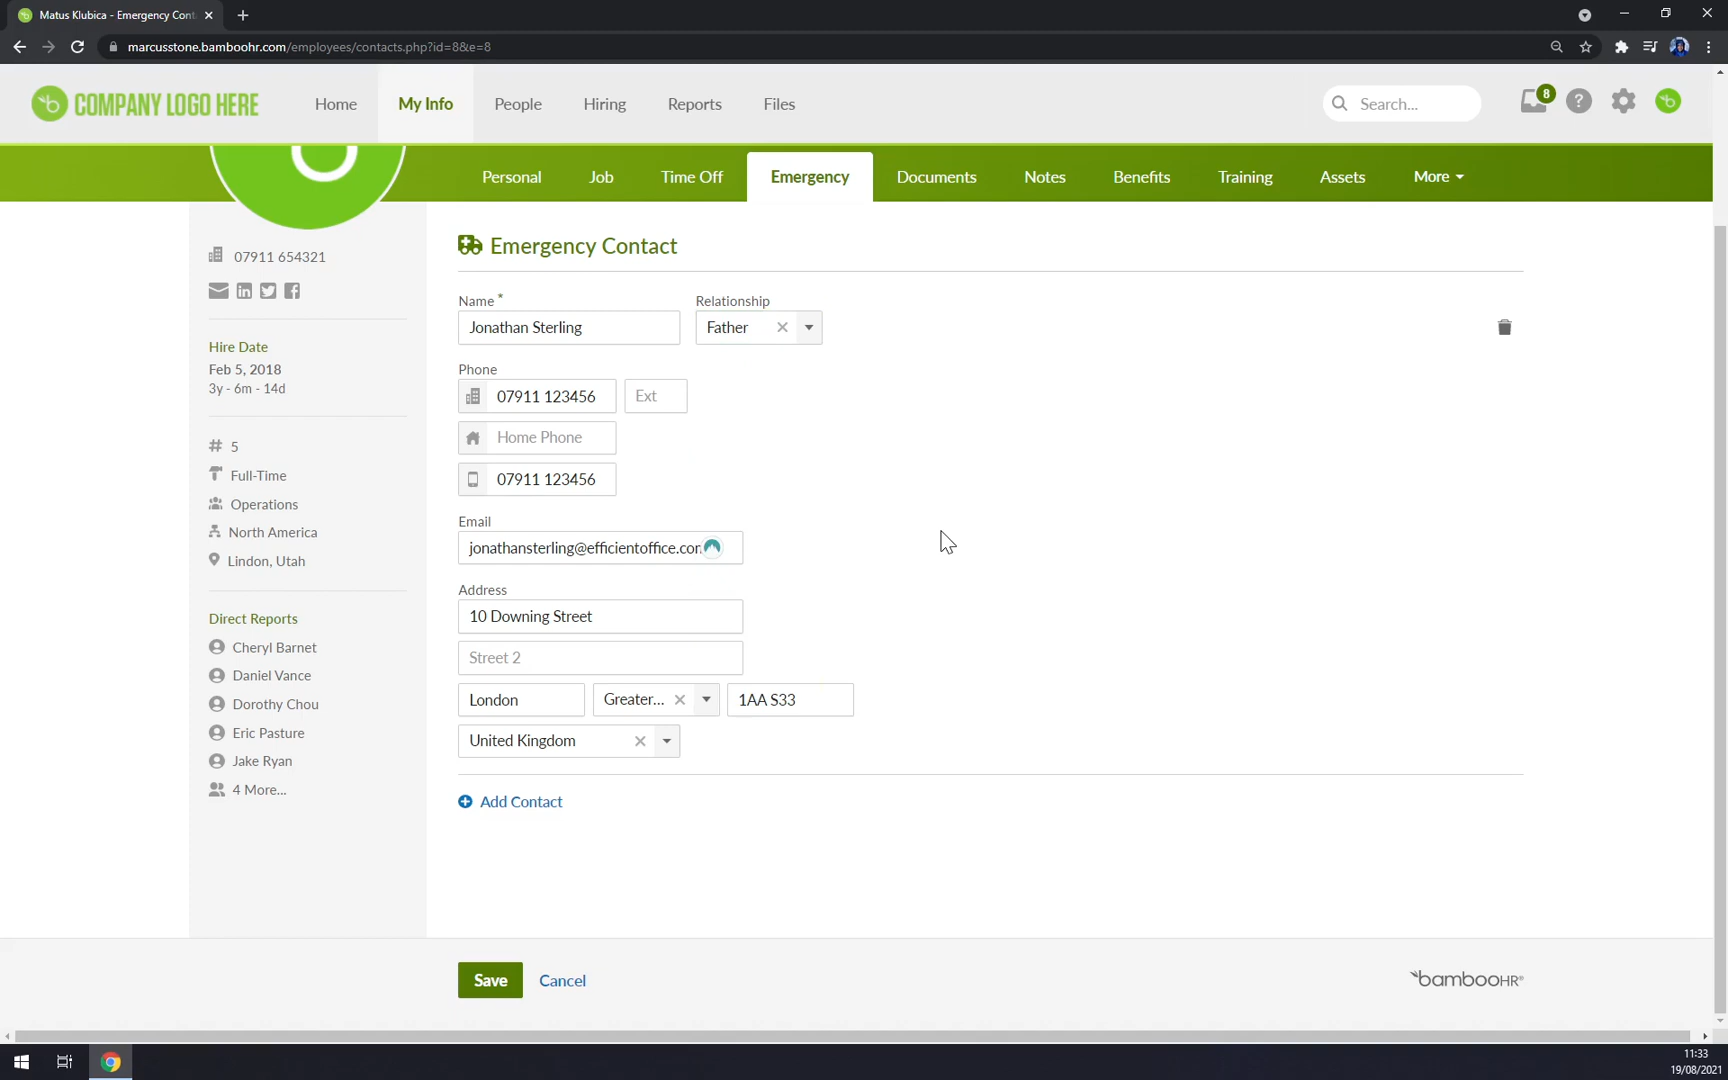 Matus Klubica - Emergency Cont
marcusstone.bamboohr.com/employees/contacts.php?id=8&e=8
COMPANY LOGO HERE
Home
My Info
People
Hiring
Reports
Files
Search...
8
Personal
Job
Time Off
Emergency
Documents
Notes
Benefits
Training
Assets
More
07911 654321
Hire Date
Feb 5, 2018
3y - 6m - 14d
# 5
Full-Time
Operations
North America
Lindon, Utah
Direct Reports
Cheryl Barnet
Daniel Vance
Dorothy Chou
Eric Pasture
Jake Ryan
4 More...
Emergency Contact
Name * Relationship
Jonathan Sterling Father
Phone
07911 123456 Ext
Home Phone
07911 123456
Email
jonathansterling@efficientoffice.com
Address
10 Downing Street
Street 2
London Greater... 1AA S33
United Kingdom
Add Contact
Save Cancel
bambooHR
11:33
19/08/2021